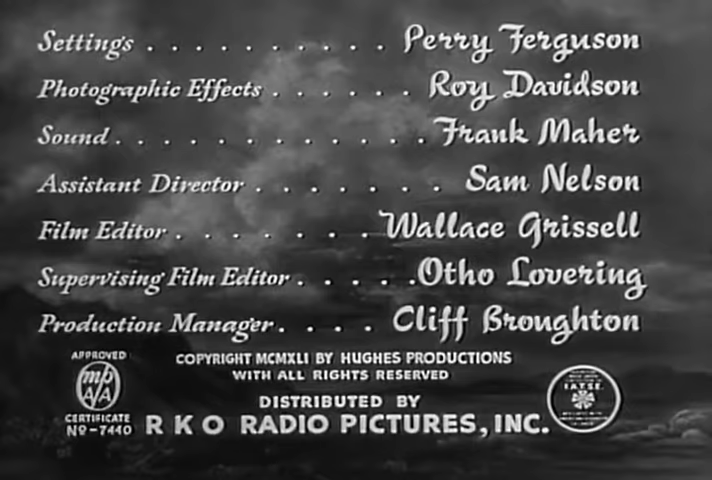 Settings . . . . . . . . . . Perry Ferguson
Photographic Effects . . . . . . Roy Davidson
Sound . . . . . . . . . . . . . Frank Maher
Assistant Director . . . . . . . Sam Nelson
Film Editor . . . . . . . Wallace Grissell
Supervising Film Editor . . . . . Otho Lovering
Production Manager . . . . Cliff Broughton
APPROVED
MPPA
CERTIFICATE
Nº-7440
COPYRIGHT MCMXLI BY HUGHES PRODUCTIONS
WITH ALL RIGHTS RESERVED
DISTRIBUTED BY
RKO RADIO PICTURES, INC.
I.A.T.S.E.